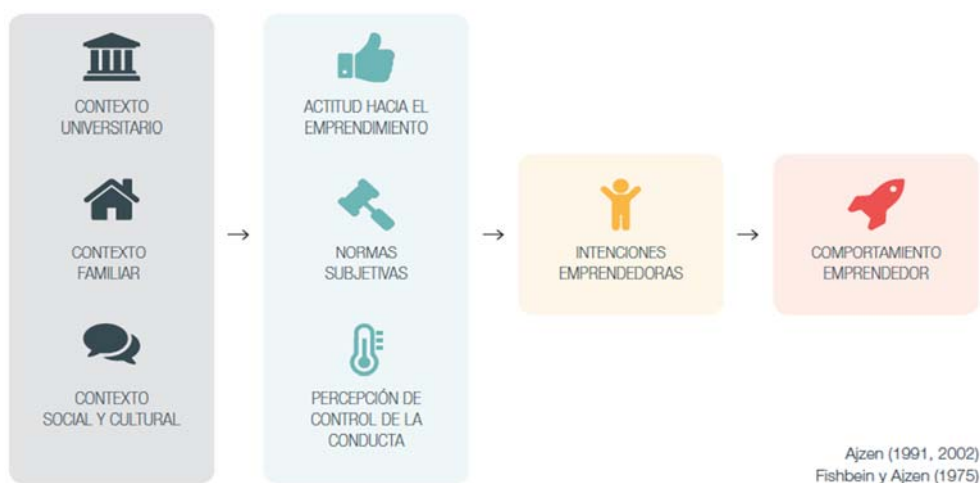 CONTEXTO
UNIVERSITARIO
CONTEXTO
FAMILIAR
CONTEXTO
SOCIAL Y CULTURAL
→
ACTITUD HACIA EL
EMPRENDIMIENTO
NORMAS
SUBJETIVAS
PERCEPCIÓN DE
CONTROL DE LA
CONDUCTA
→
INTENCIONES
EMPRENDEDORAS
→
COMPORTAMIENTO
EMPRENDEDOR
Ajzen (1991, 2002)
Fishbein y Ajzen (1975)